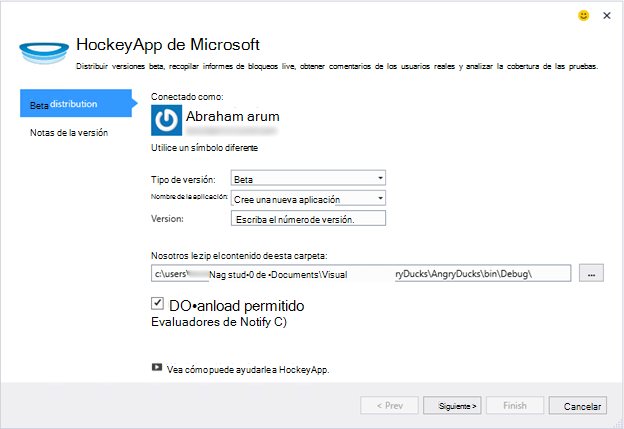 HockeyApp de Microsoft
Distribuir versiones beta, recopilar informes de bloqueos live, obtener comentarios de los usuarios reales y analizar la cobertura de las pruebas.
Beta distribution
Notas de la versión
Conectado como:
Abraham arum
Utilice un símbolo diferente
Tipo de versión: Beta
Nombre de la aplicación: Cree una nueva aplicación
Version: Escriba el número de versión.
Nosotros le zip el contenido de esta carpeta:
c:\users\ Nag stud•0 de •Documents\Visual ryDucks\AngryDucks\bin\Debug\ ...
DO•anload permitido
Evaluadores de Notify C)
Vea cómo puede ayudarle a HockeyApp.
< Prev Siguiente > Finish Cancelar